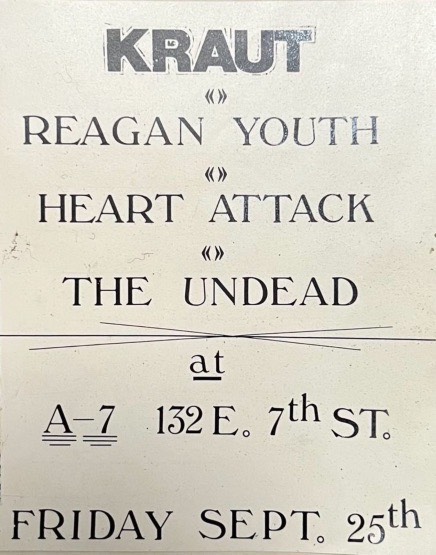 KRAUT
«»
REAGAN YOUTH
«»
HEART ATTACK
«»
THE UNDEAD
at
A-7 132 E. 7th ST.
FRIDAY SEPT. 25th